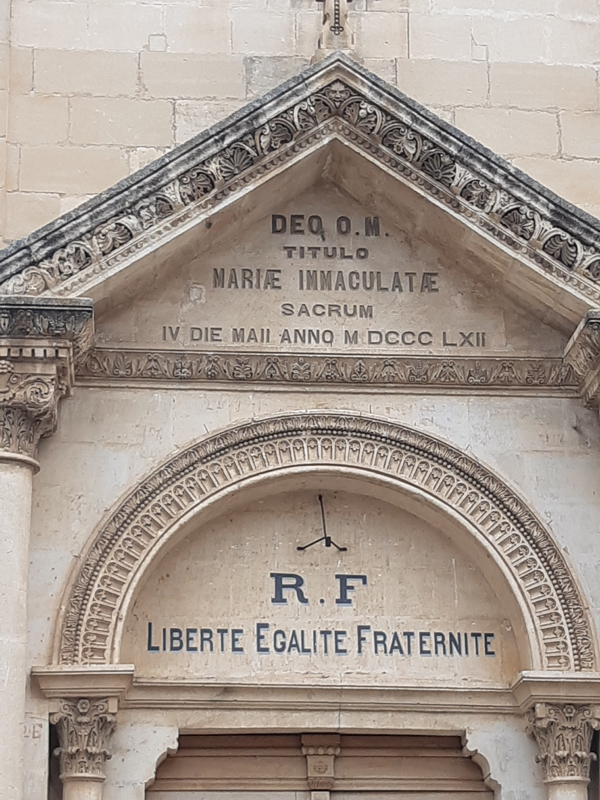 DEO O.M.
TITULO
MARIÆ IMMACULATÆ
SACRUM
IV DIE MAII ANNO M DCCC LXII
R.F
LIBERTE EGALITE FRATERNITE